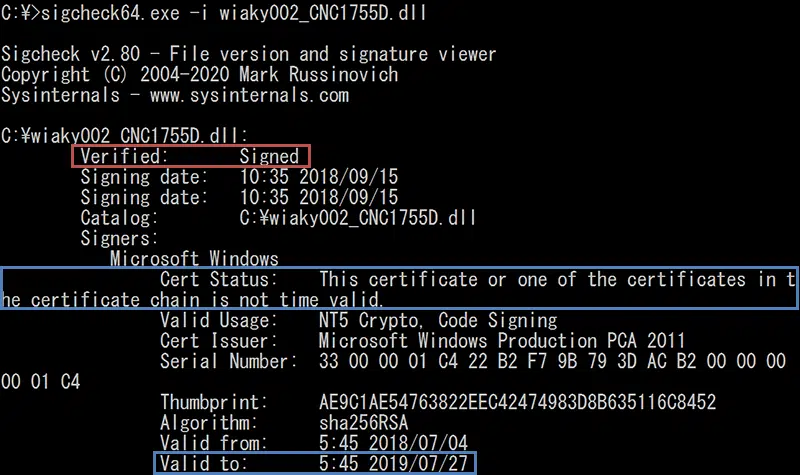 C:¥>sigcheck64.exe -i wiaky002_CNC1755D.dll
Sigcheck v2.80 - File version and signature viewer
Copyright (C) 2004-2020 Mark Russinovich
Sysinternals - www.sysinternals.com
C:¥wiaky002_CNC1755D.dll:
Verified: Signed
Signing date: 10:35 2018/09/15
Signing date: 10:35 2018/09/15
Catalog: C:¥wiaky002_CNC1755D.dll
Signers:
Microsoft Windows
Cert Status: This certificate or one of the certificates in t
he certificate chain is not time valid.
Valid Usage: NT5 Crypto, Code Signing
Cert Issuer: Microsoft Windows Production PCA 2011
Serial Number: 33 00 00 01 C4 22 B2 F7 9B 79 3D AC B2 00 00 00
00 01 C4
Thumbprint: AE9C1AE54763822EEC42474983D8B635116C8452
Algorithm: sha256RSA
Valid from: 5:45 2018/07/04
Valid to: 5:45 2019/07/27